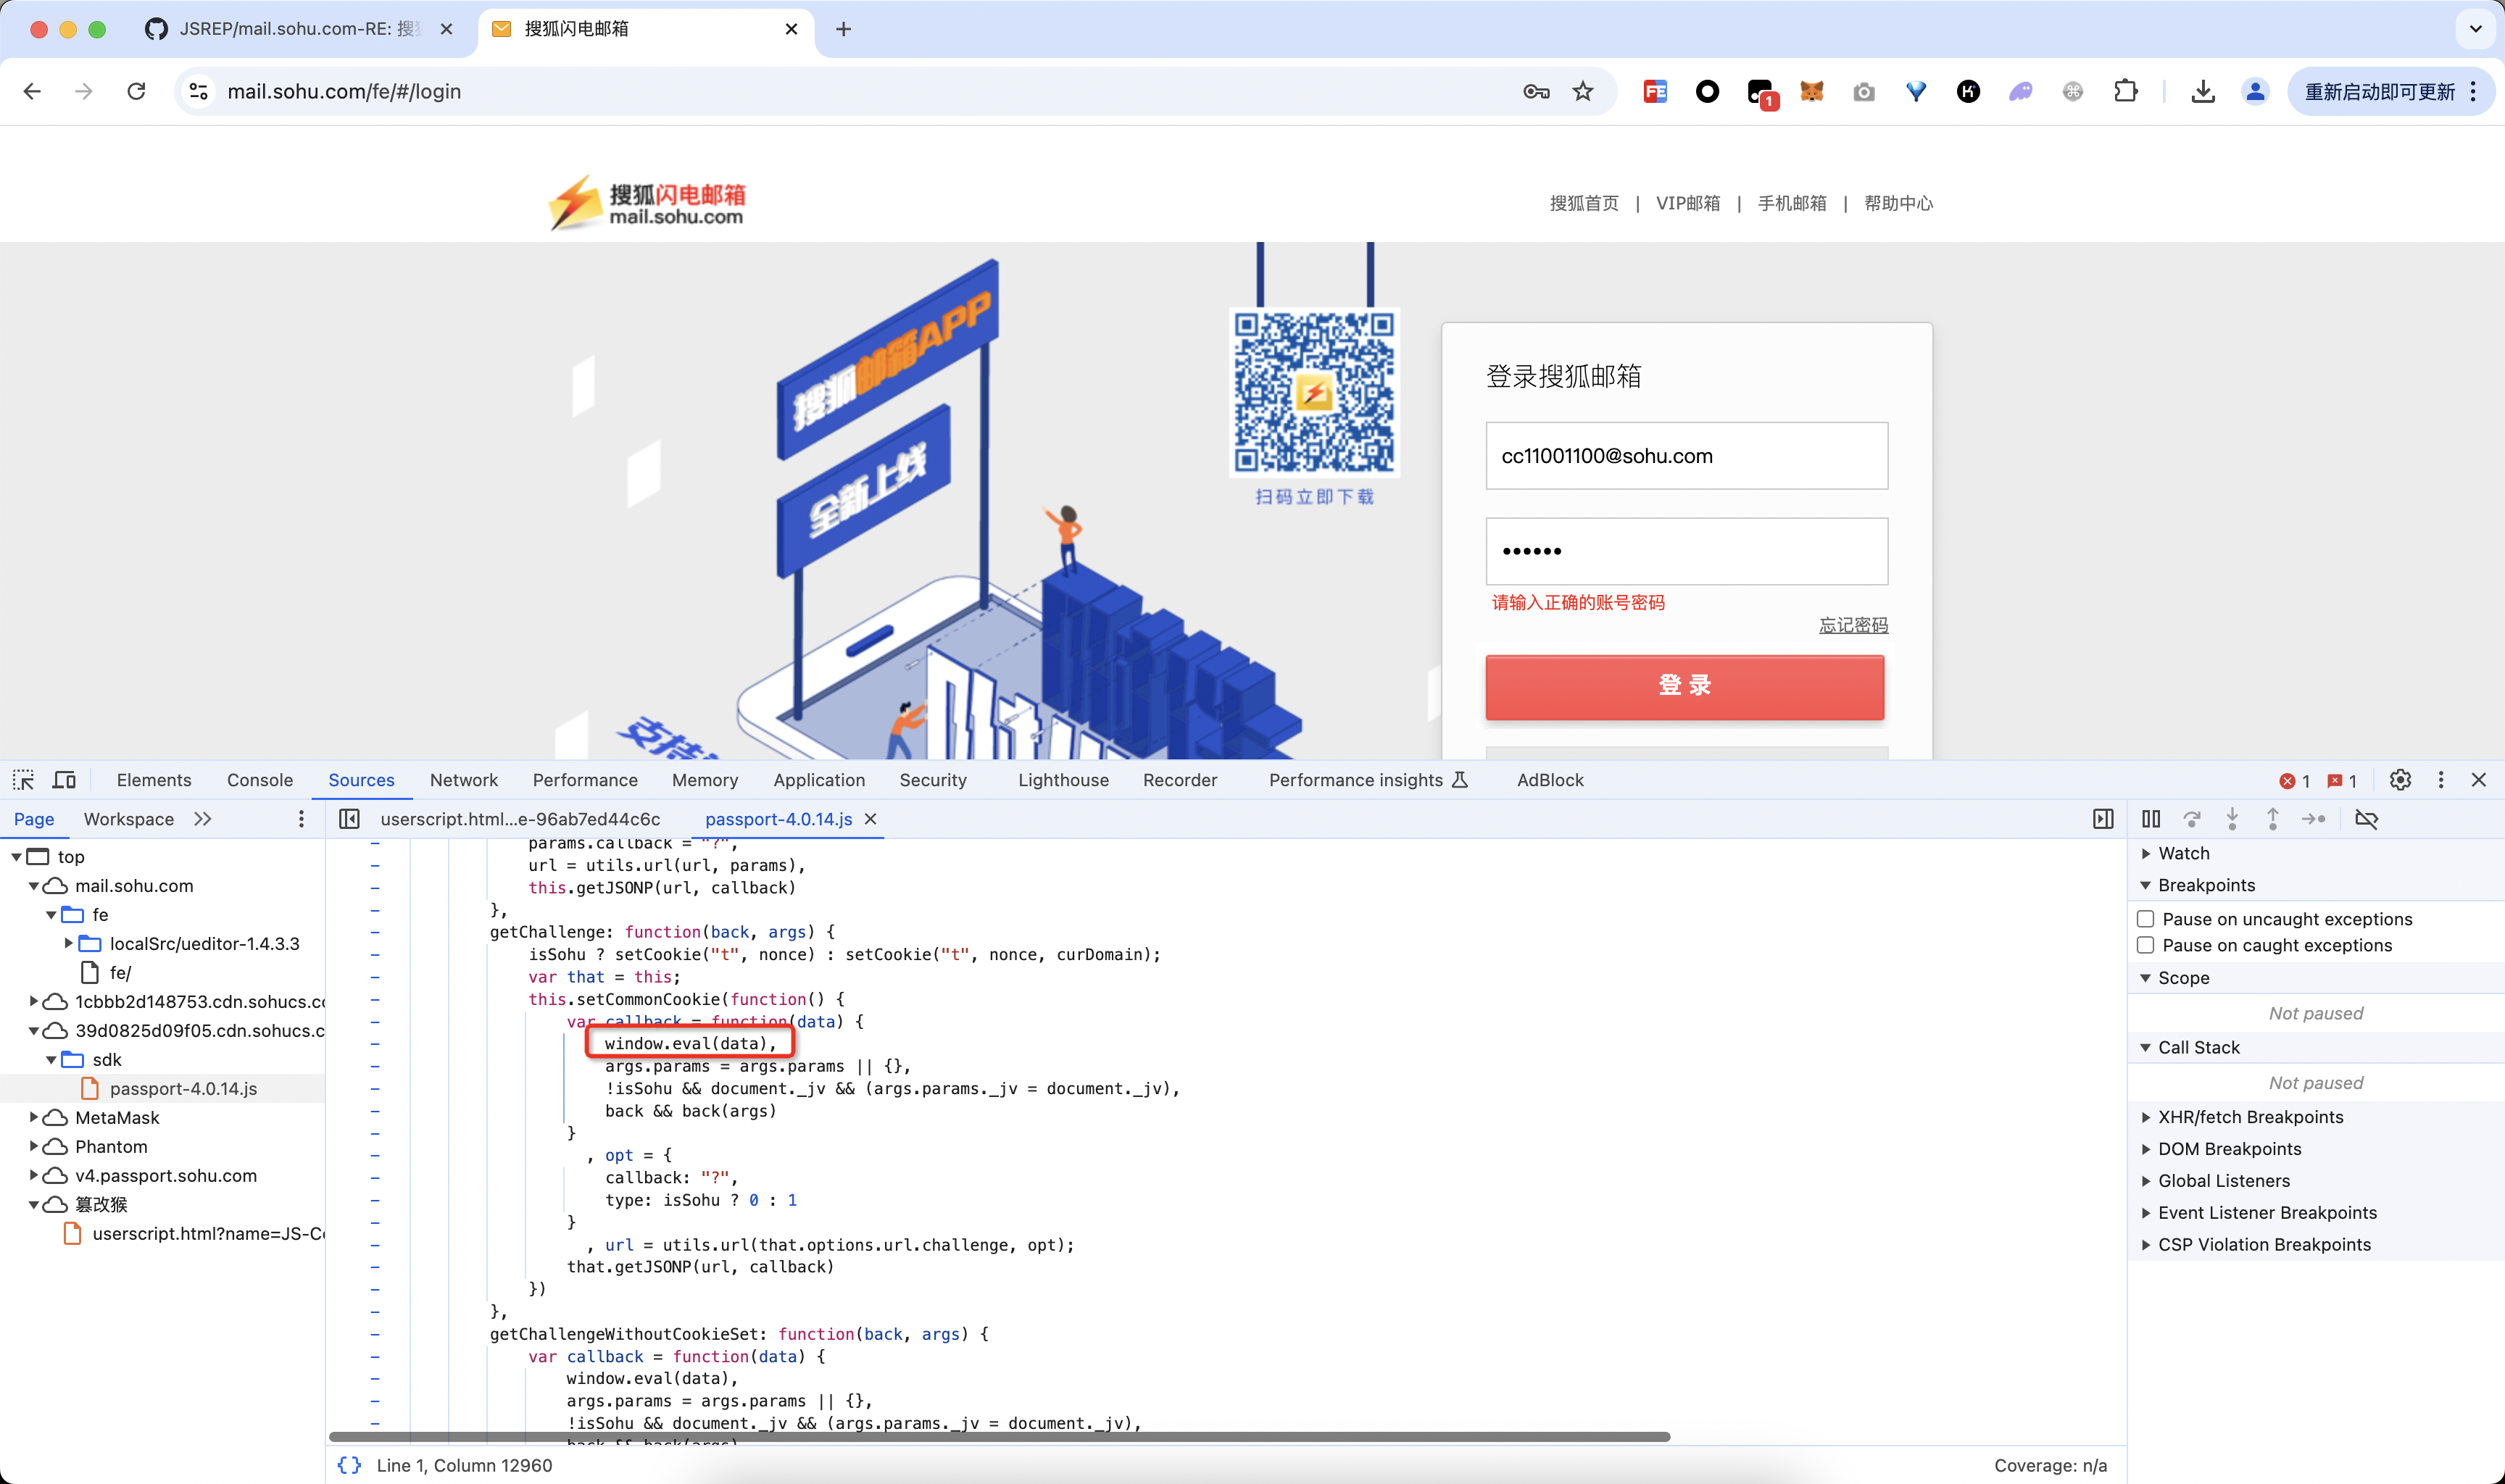 JSREP/mail.sohu.com-RE: 搜
搜狐闪电邮箱
mail.sohu.com/fe/#/login
FE
1
重新启动即可更新
搜狐闪电邮箱
mail.sohu.com
搜狐首页 | VIP邮箱 | 手机邮箱 | 帮助中心
搜狐邮箱APP
全新上线
支持
扫码立即下载
登录搜狐邮箱
cc11001100@sohu.com
••••••
请输入正确的账号密码
忘记密码
登 录
Elements Console Sources Network Performance Memory Application Security Lighthouse Recorder Performance insights AdBlock 1 1
Page Workspace
userscript.html...e-96ab7ed44c6c passport-4.0.14.js
top
mail.sohu.com
fe
localSrc/ueditor-1.4.3.3
fe/
1cbbb2d148753.cdn.sohucs.co
39d0825d09f05.cdn.sohucs.c
sdk
passport-4.0.14.js
MetaMask
Phantom
v4.passport.sohu.com
篡改猴
userscript.html?name=JS-Co
params.callback = "?",
url = utils.url(url, params),
this.getJSONP(url, callback)
},
getChallenge: function(back, args) {
isSohu ? setCookie("t", nonce) : setCookie("t", nonce, curDomain);
var that = this;
this.setCommonCookie(function() {
var callback = function(data) {
window.eval(data),
args.params = args.params || {},
!isSohu && document._jv && (args.params._jv = document._jv),
back && back(args)
}
, opt = {
callback: "?",
type: isSohu ? 0 : 1
}
, url = utils.url(that.options.url.challenge, opt);
that.getJSONP(url, callback)
})
},
getChallengeWithoutCookieSet: function(back, args) {
var callback = function(data) {
window.eval(data),
args.params = args.params || {},
!isSohu && document._jv && (args.params._jv = document._jv),
back && back(args)
{} Line 1, Column 12960
Coverage: n/a
Watch
Breakpoints
Pause on uncaught exceptions
Pause on caught exceptions
Scope
Not paused
Call Stack
Not paused
XHR/fetch Breakpoints
DOM Breakpoints
Global Listeners
Event Listener Breakpoints
CSP Violation Breakpoints